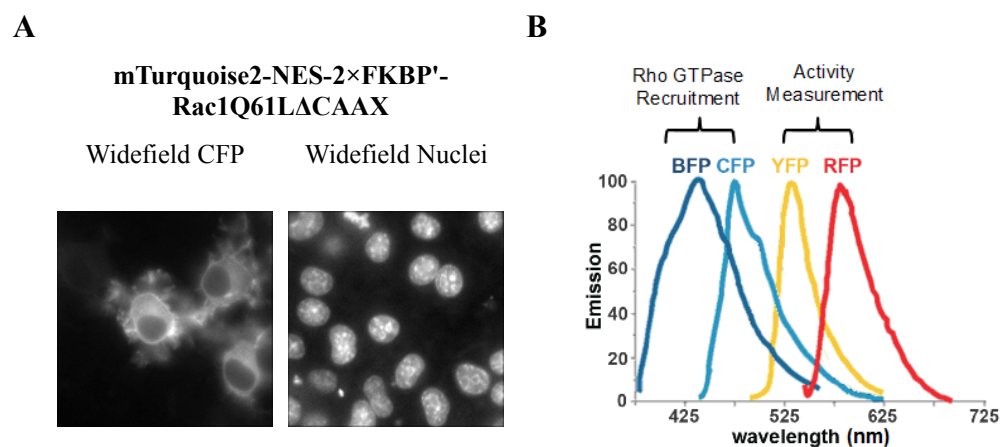 A
B
mTurquoise2-NES-2×FKBP'-
Rac1Q61LΔCAAX
Widefield CFP
Widefield Nuclei
Rho GTPase
Recruitment
Activity
Measurement
BFP CFP YFP RFP
100
80
60
40
20
0
Emission
425 525 625 725
wavelength (nm)